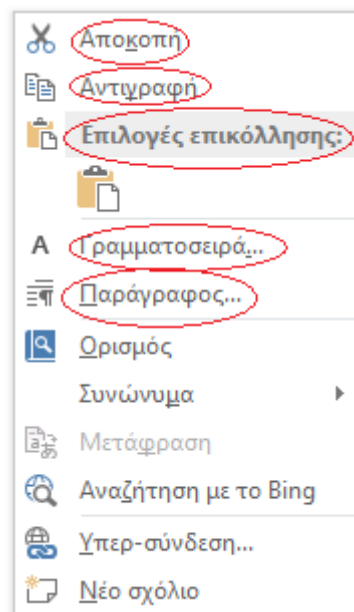 Αποκοπή
Αντιγραφή
Επιλογές επικόλλησης:
Γραμματοσειρά...
Παράγραφος...
Ορισμός
Συνώνυμα
Μετάφραση
Αναζήτηση με το Bing
Υπερ-σύνδεση...
Νέο σχόλιο